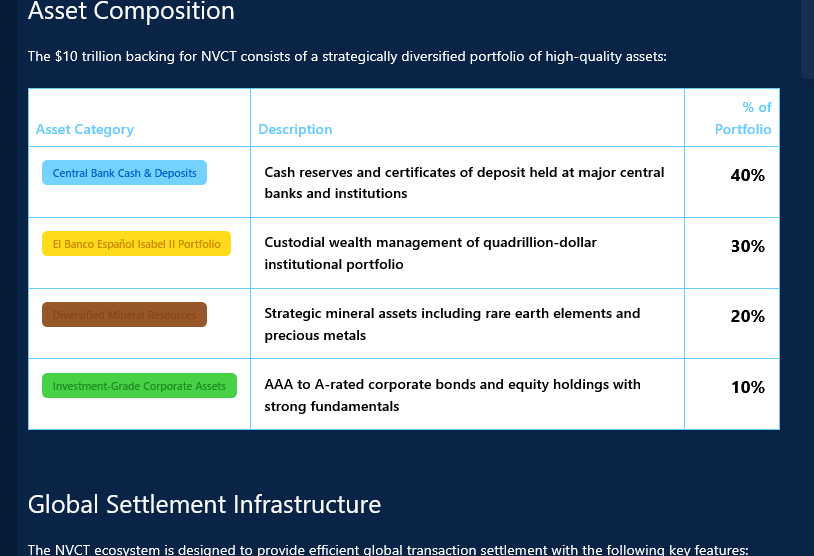 Asset Composition
The $10 trillion backing for NVCT consists of a strategically diversified portfolio of high-quality assets:
% of
Asset Category Description Portfolio
Central Bank Cash & Deposits
Cash reserves and certificates of deposit held at major central
banks and institutions
40%
El Banco Español Isabel II Portfolio
Custodial wealth management of quadrillion-dollar
institutional portfolio
30%
Diversified Mineral Resources
Strategic mineral assets including rare earth elements and
precious metals
20%
Investment-Grade Corporate Assets
AAA to A-rated corporate bonds and equity holdings with
strong fundamentals
10%
Global Settlement Infrastructure
The NVCT ecosystem is designed to provide efficient global transaction settlement with the following key features: